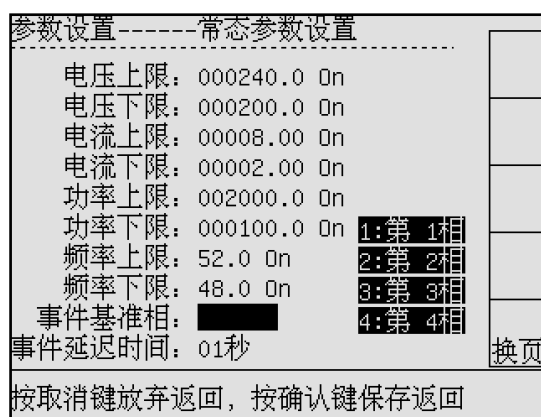 参数设置------常态参数设置
电压上限: 000240.0 On
电压下限: 000200.0 On
电流上限: 00008.00 On
电流下限: 00002.00 On
功率上限: 002000.0 On
功率下限: 000100.0 On 1:第 1相
频率上限: 52.0 On 2:第 2相
频率下限: 48.0 On 3:第 3相
事件基准相: 4:第 4相
事件延迟时间: 01秒
换页
按取消键放弃返回, 按确认键保存返回